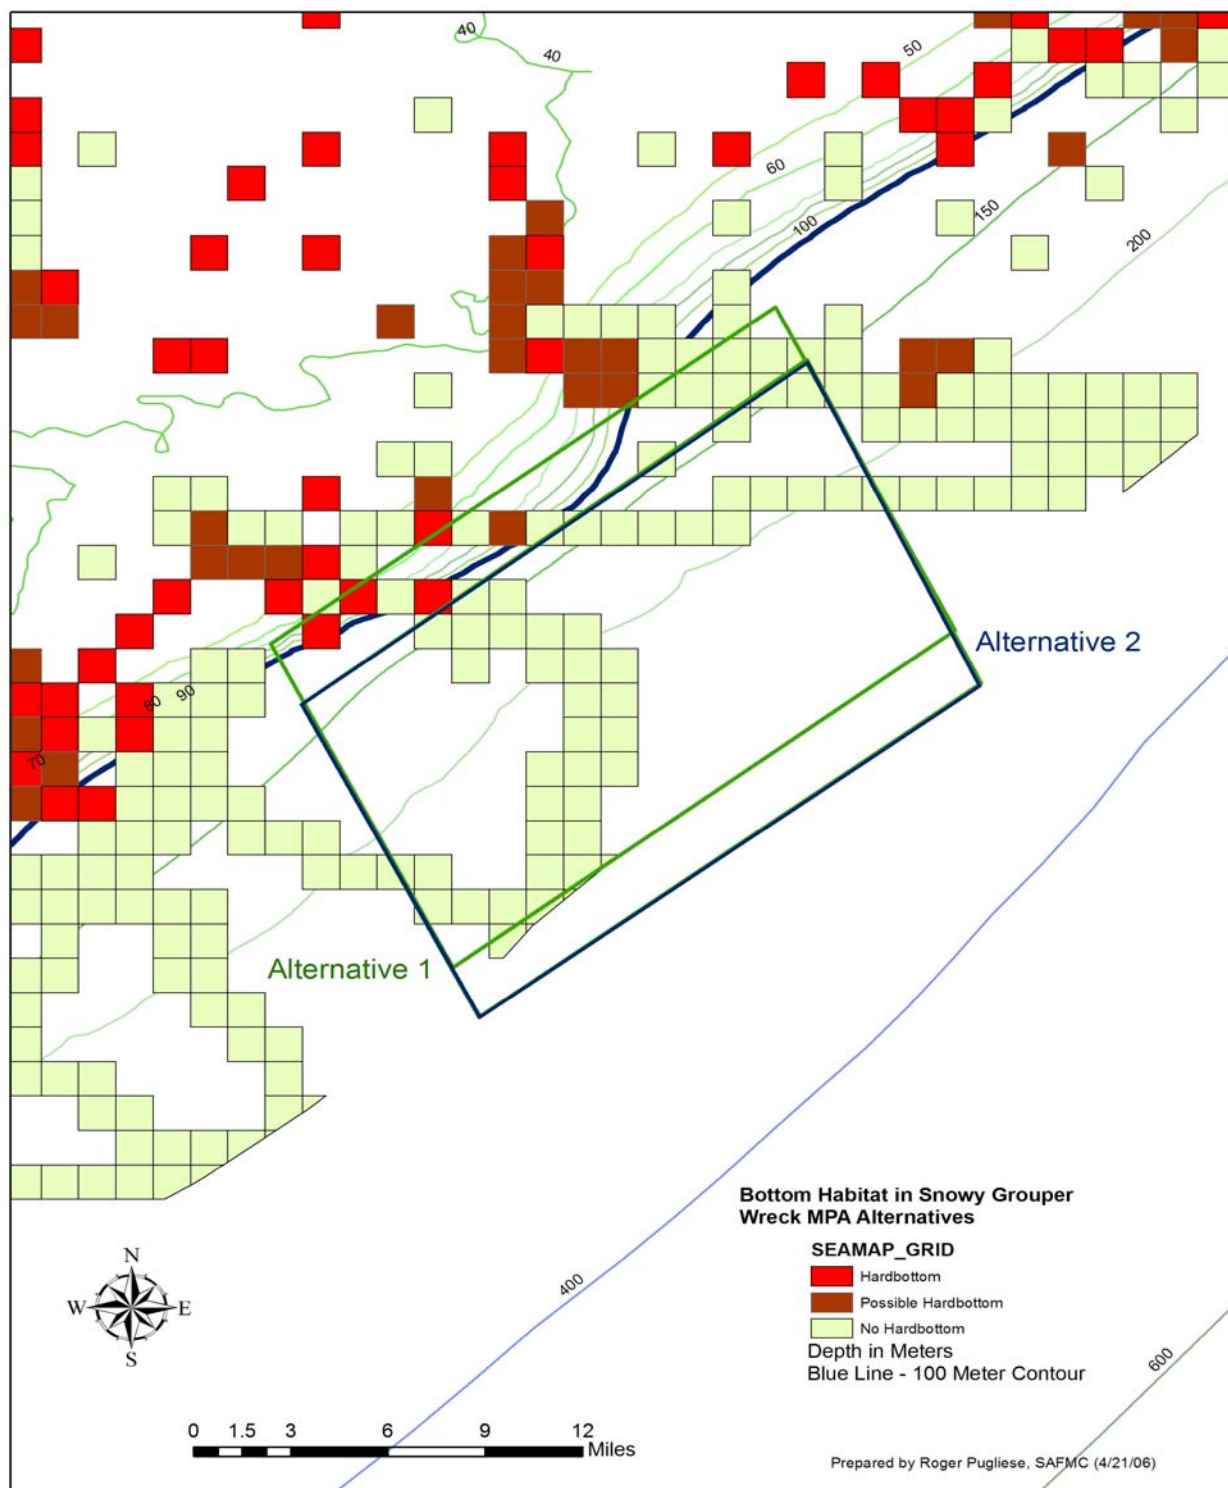 40
40
50
60
100
150
200
80
90
70
Alternative 2
Alternative 1
400
600
Bottom Habitat in Snowy Grouper
Wreck MPA Alternatives
SEAMAP_GRID
Hardbottom
Possible Hardbottom
No Hardbottom
Depth in Meters
Blue Line - 100 Meter Contour
N
W E
S
0 1.5 3 6 9 12
Miles
Prepared by Roger Pugliese, SAFMC (4/21/06)